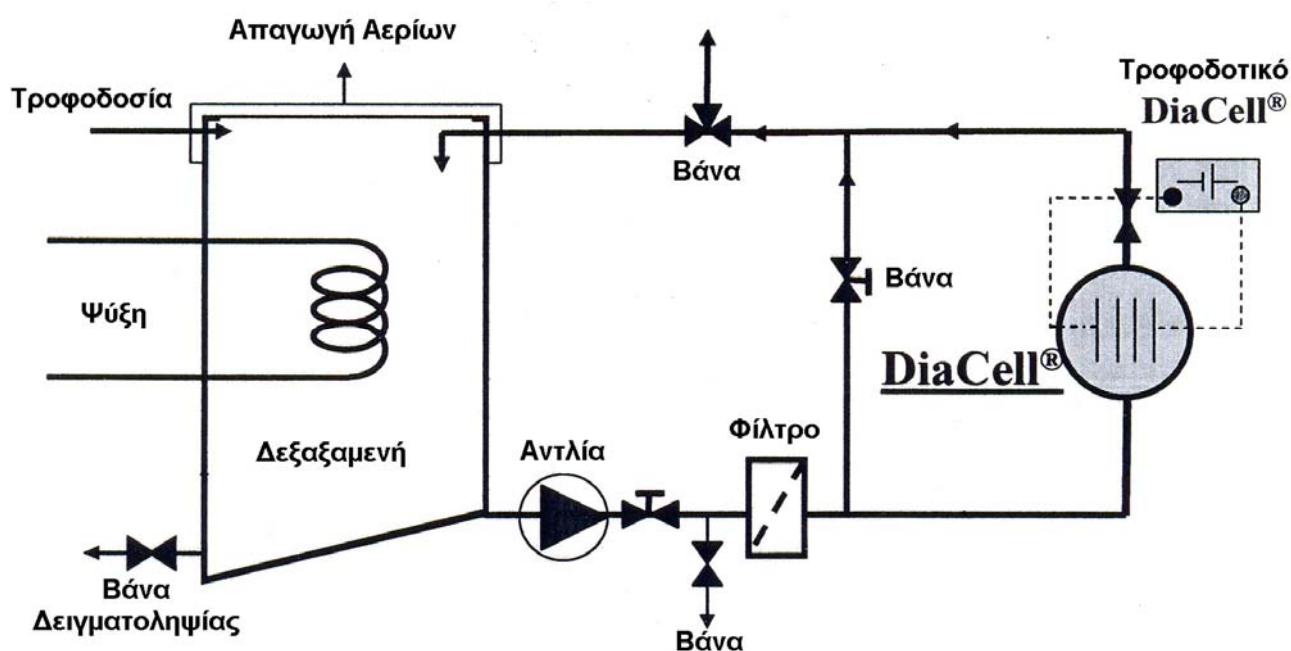 Απαγωγή Αερίων
Τροφοδοσία
Τροφοδοτικό
DiaCell®
Βάνα
Βάνα
Ψύξη
DiaCell®
Δεξαξαμενή
Αντλία
Φίλτρο
Βάνα
Δειγματοληψίας
Βάνα